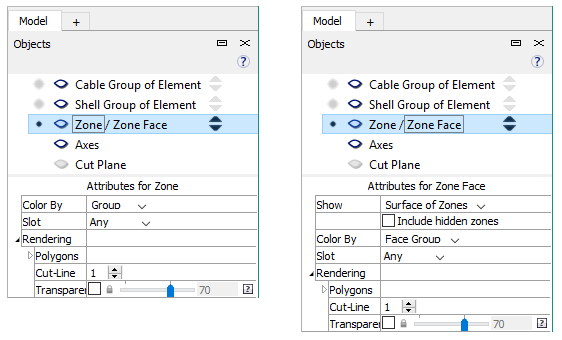 Model +
Objects
?
Cable Group of Element
Shell Group of Element
Zone / Zone Face
Axes
Cut Plane
Attributes for Zone
Color By Group
Slot Any
Rendering
Polygons
Cut-Line 1
Transparen 70 ?
Model +
Objects
?
Cable Group of Element
Shell Group of Element
Zone / Zone Face
Axes
Cut Plane
Attributes for Zone Face
Show Surface of Zones
Include hidden zones
Color By Face Group
Slot Any
Rendering
Polygons
Cut-Line 1
Transparen 70 ?